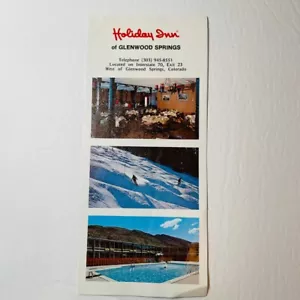 Holiday Inn
of GLENWOOD SPRINGS
Telephone (303) 945-8551
Located on Interstate 70, Exit 23
West of Glenwood Springs, Colorado